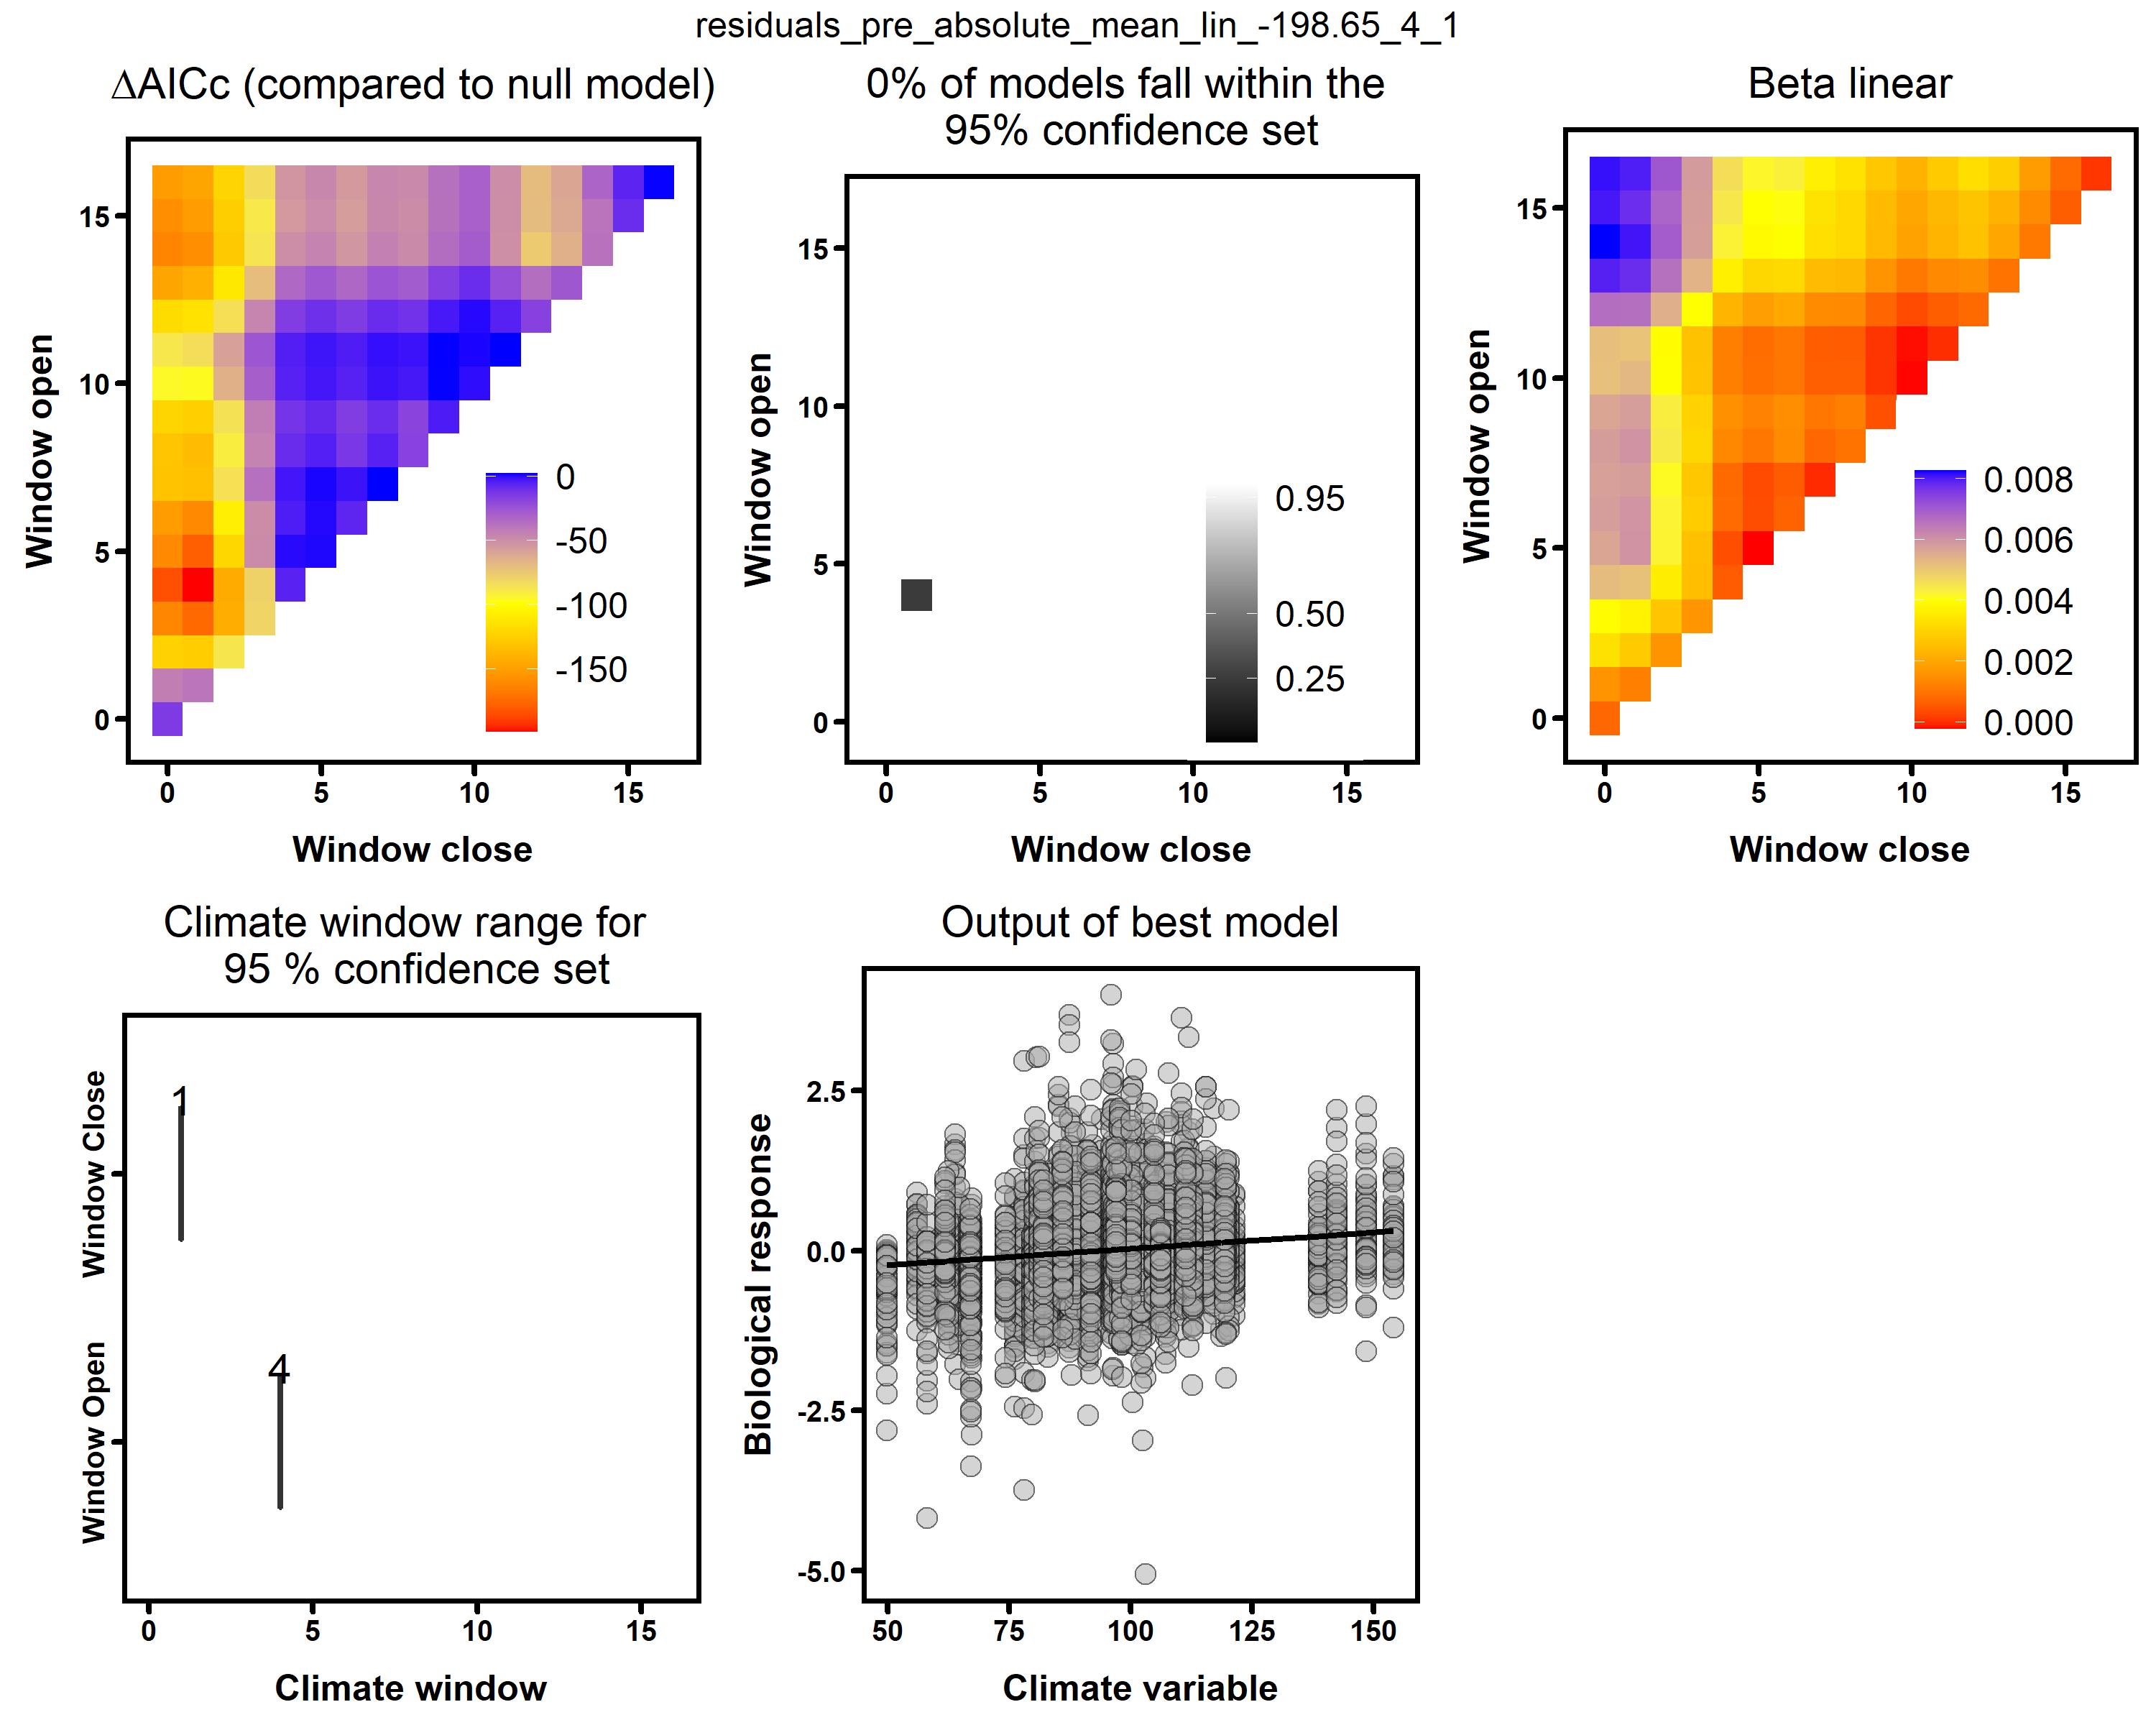 residuals_pre_absolute_mean_lin_-198.65_4_1
ΔAICc (compared to null model)
15
10
5
0
0 5 10 15
Window open
Window close
0
-50
-100
-150
0% of models fall within the
95% confidence set
15
10
5
0
0 5 10 15
Window open
Window close
0.95
0.50
0.25
Beta linear
15
10
5
0
0 5 10 15
Window open
Window close
0.008
0.006
0.004
0.002
0.000
Climate window range for
95 % confidence set
Window Close
Window Open
1
4
0 5 10 15
Climate window
Output of best model
Biological response
2.5
0.0
-2.5
-5.0
50 75 100 125 150
Climate variable